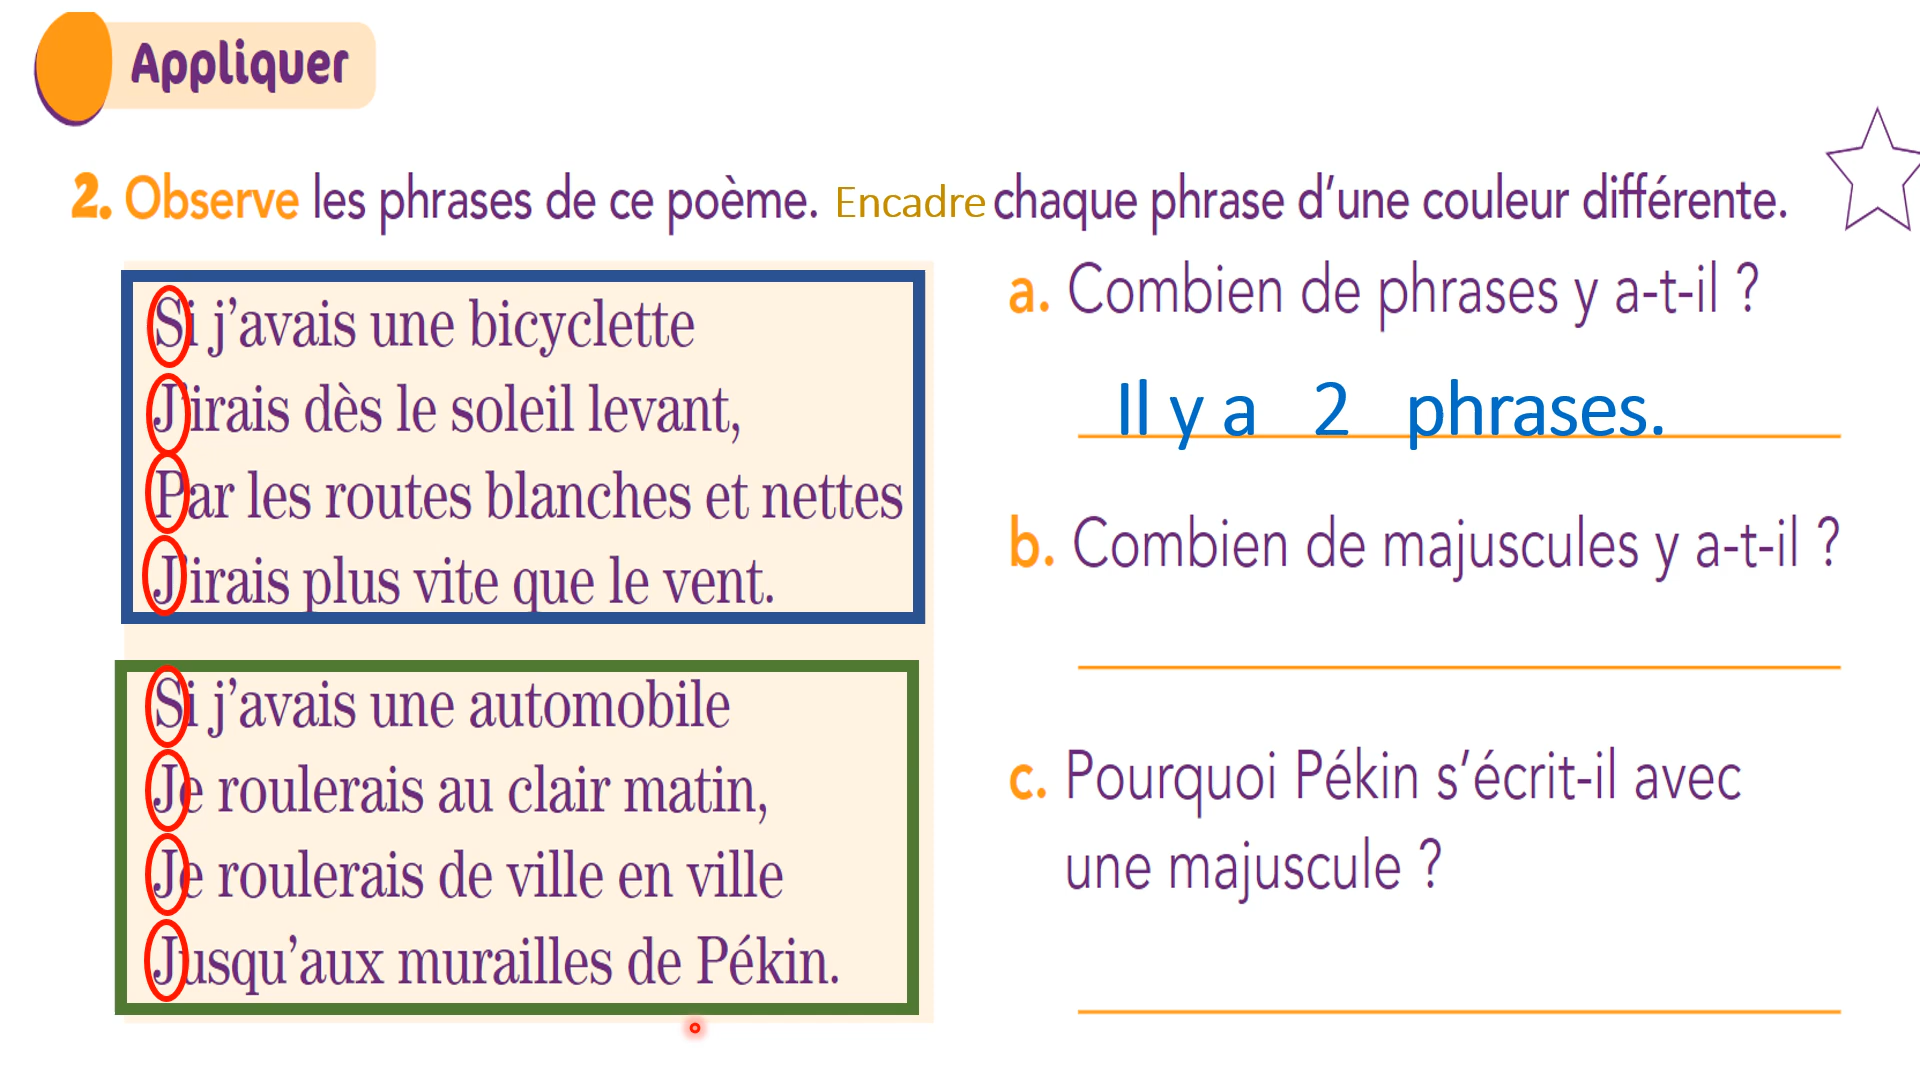 Appliquer
2. Observe les phrases de ce poème. Encadre chaque phrase d'une couleur différente.
Si j'avais une bicyclette
J'irais dès le soleil levant,
Par les routes blanches et nettes
J'irais plus vite que le vent.
Si j'avais une automobile
Je roulerais au clair matin,
Je roulerais de ville en ville
Jusqu'aux murailles de Pékin.
a. Combien de phrases y a-t-il ?
Il y a 2 phrases.
b. Combien de majuscules y a-t-il ?
c. Pourquoi Pékin s'écrit-il avec
une majuscule ?